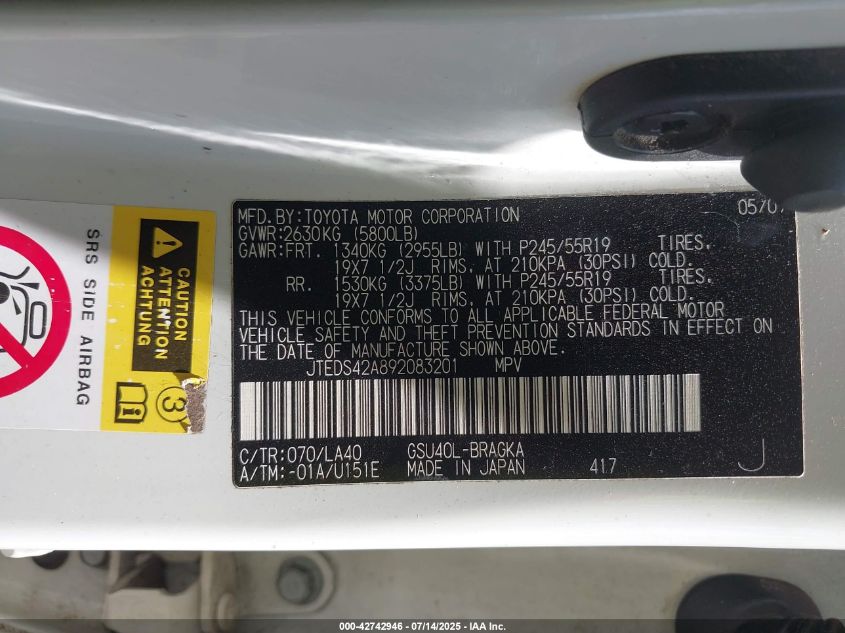 MFD. BY:TOYOTA MOTOR CORPORATION 05/07
GVWR:2630KG (5800LB)
GAWR:FRT. 1340KG (2955LB) WITH P245/55R19 TIRES.
19X7 1/2J RIMS. AT 210KPA (30PSI) COLD.
RR. 1530KG (3375LB) WITH P245/55R19 TIRES.
19X7 1/2J RIMS. AT 210KPA (30PSI) COLD.
THIS VEHICLE CONFORMS TO ALL APPLICABLE FEDERAL MOTOR
VEHICLE SAFETY AND THEFT PREVENTION STANDARDS IN EFFECT ON
THE DATE OF MANUFACTURE SHOWN ABOVE.
JTEDS42A892083201 MPV
C/TR:070/LA40 GSU40L-BRAGKA
A/TM:-01A/U151E MADE IN JAPAN 417 J
SRS SIDE AIRBAG
CAUTION
ATTENTION
ACHTUNG
3
000-42742946 - 07/14/2025 - IAA Inc.